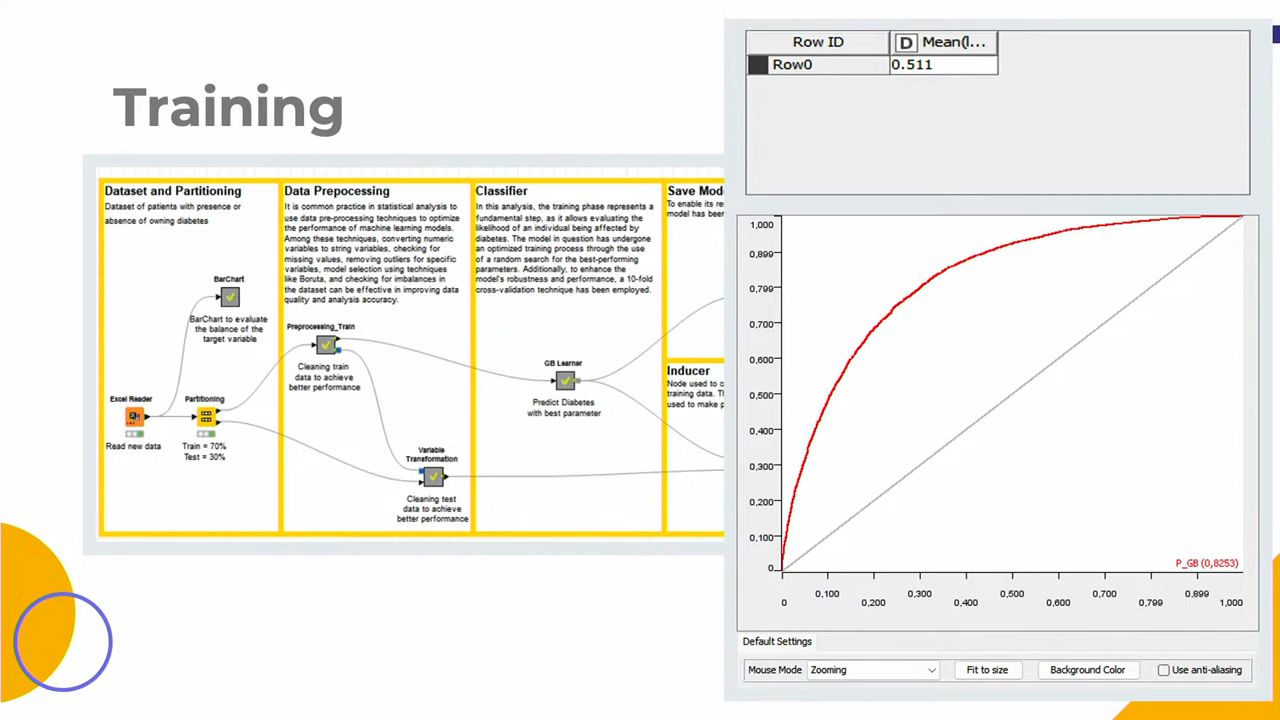 Training
Dataset and Partitioning
Dataset of patients with presence or
absence of owning diabetes
BarChart
BarChart to evaluate
the balance of the
target variable
Excel Reader
Read new data
Partitioning
Train = 70%
Test = 30%
Data Prepocessing
It is common practice in statistical analysis to
use data pre-processing techniques to optimize
the performance of machine learning models.
Among these techniques, converting numeric
variables to string variables, checking for
missing values, removing outliers for specific
variables, model selection using techniques
like Boruta, and checking for imbalances in
the dataset can be effective in improving data
quality and analysis accuracy.
Preprocessing_Train
Cleaning train
data to achieve
better performance
Variable
Transformation
Cleaning test
data to achieve
better performance
Classifier
In this analysis, the training phase represents a
fundamental step, as it allows evaluating the
likelihood of an individual being affected by
diabetes. The model in question has undergone
an optimized training process through the use
of a random search for the best-performing
parameters. Additionally, to enhance the
model's robustness and performance, a 10-fold
cross-validation technique has been employed.
GB Learner
Predict Diabetes
with best parameter
Save Mod
To enable its re
model has been
Inducer
Node used to c
training data. Th
used to make p
Row ID
D Mean(l...
Row0
0.511
1,000
0,899
0,799
0,700
0,600
0,500
0,400
0,300
0,200
0,100
0
P_GB (0,8253)
0,100 0,300 0,500 0,700 0,899
0 0,200 0,400 0,600 0,799 1,000
Default Settings
Mouse Mode Zooming Fit to size Background Color Use anti-aliasing